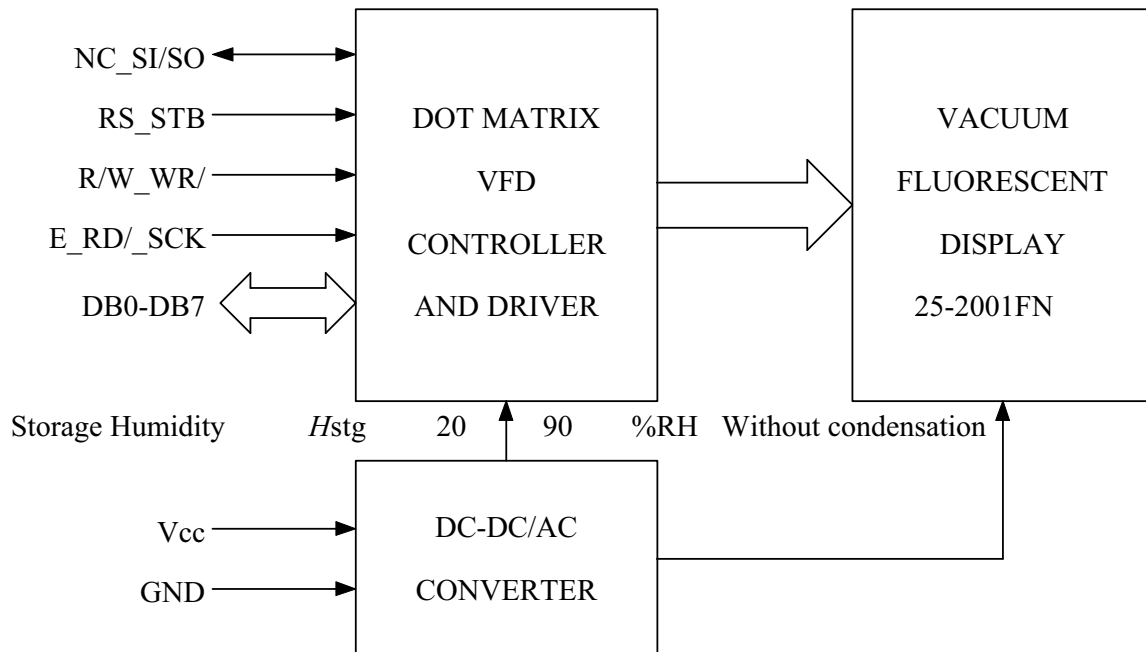 NC_SI/SO
RS_STB
R/W_WR/
E_RD/_SCK
DB0-DB7
DOT MATRIX
VFD
CONTROLLER
AND DRIVER
VACUUM
FLUORESCENT
DISPLAY
25-2001FN
Storage Humidity Hstg 20 90 %RH Without condensation
Vcc
GND
DC-DC/AC
CONVERTER